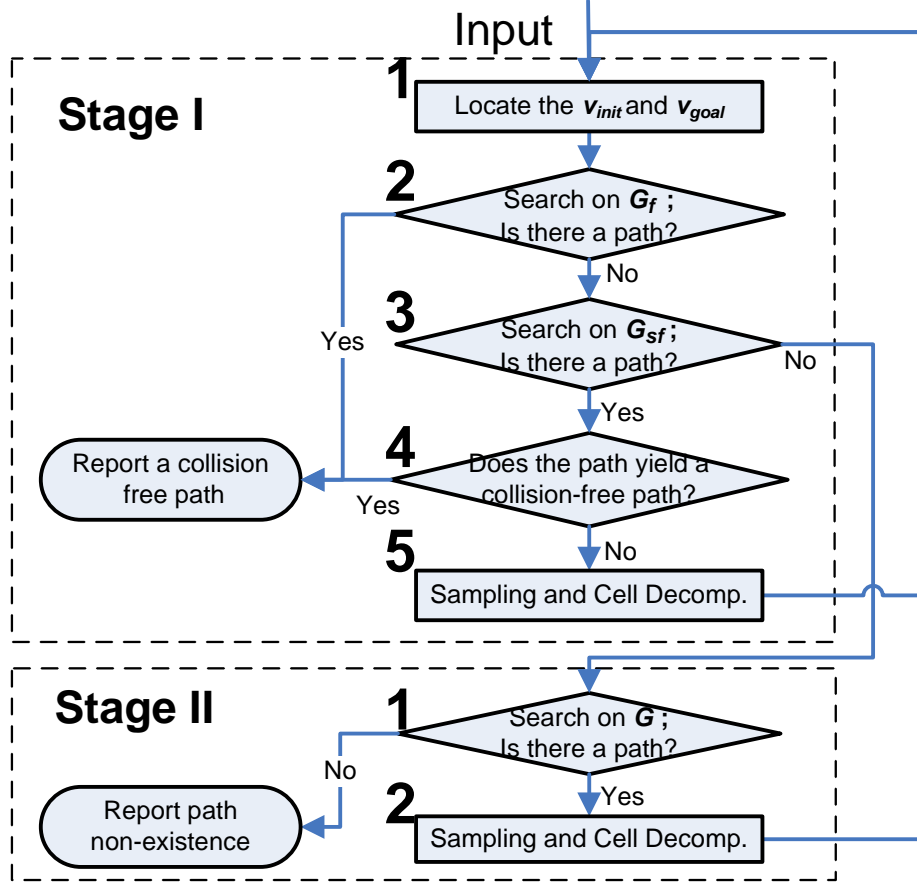 Input
Stage I
1
Locate the v_init and v_goal
2
Search on G_f ;
Is there a path?
No
Yes
3
Search on G_sf ;
Is there a path?
No
Yes
4
Does the path yield a
collision-free path?
Yes
Report a collision
free path
No
5
Sampling and Cell Decomp.
Stage II
1
Search on G ;
Is there a path?
No
Yes
Report path
non-existence
2
Sampling and Cell Decomp.